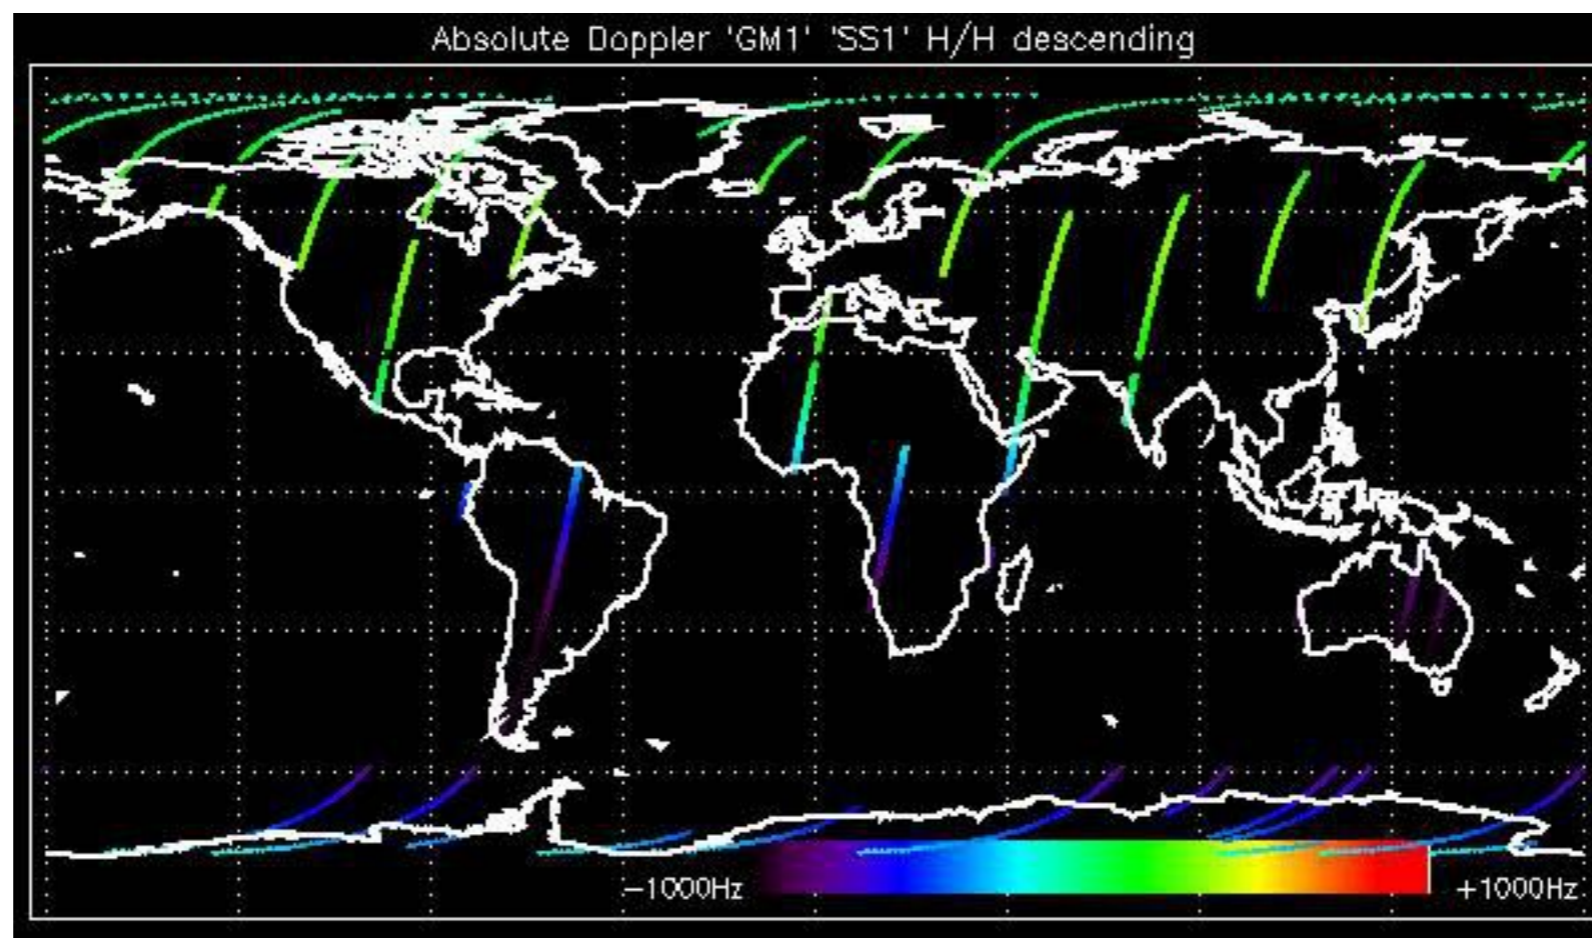 Absolute Doppler 'GM1' 'SS1' H/H descending
−1000Hz +1000Hz